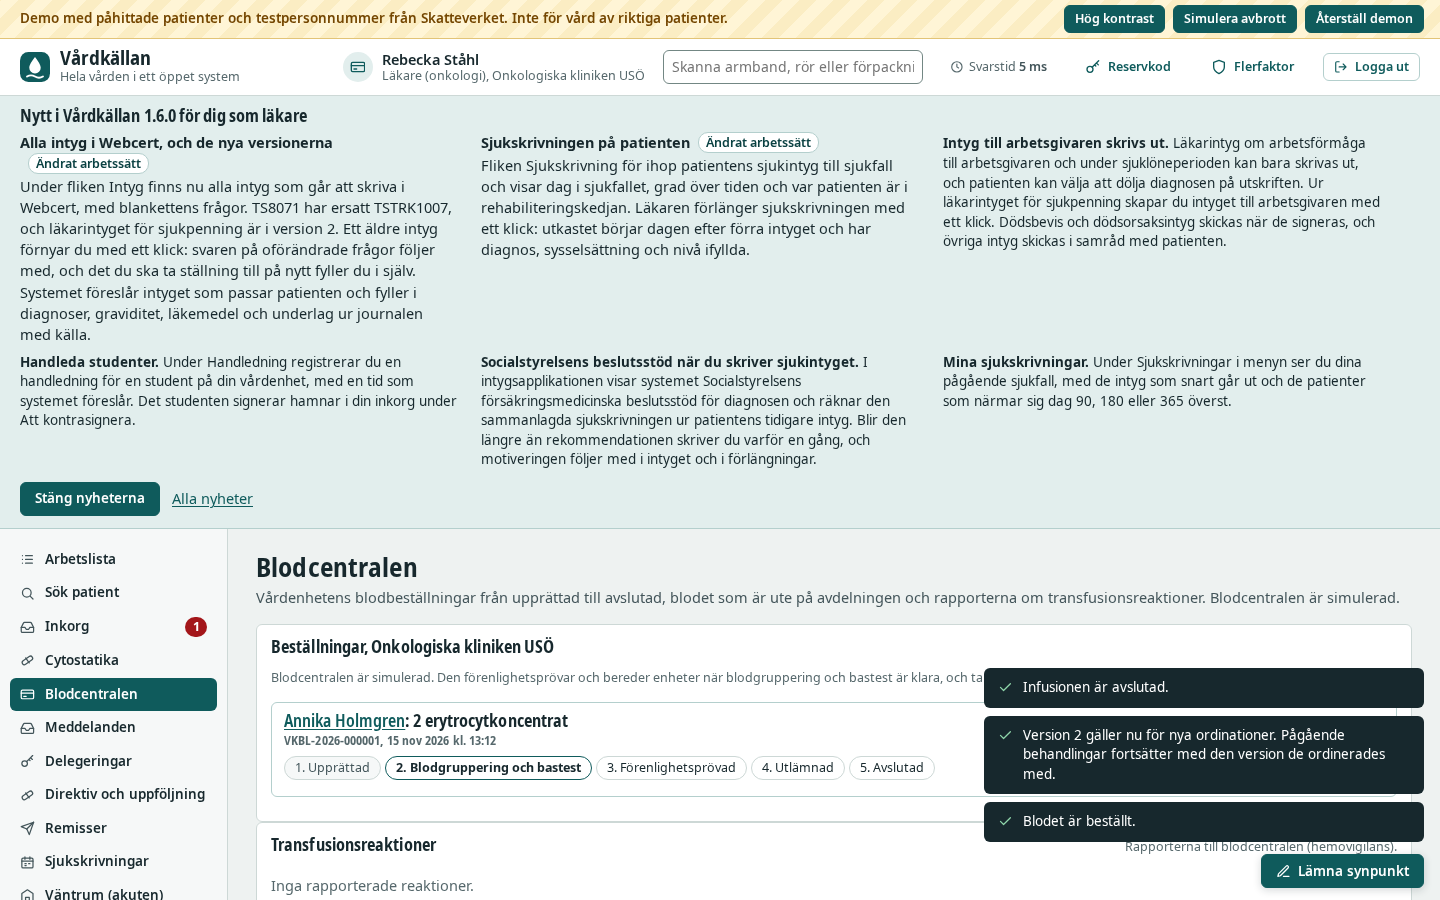 Demo med påhittade patienter och testpersonnummer från Skatteverket. Inte för vård av riktiga patienter.
Hög kontrast
Simulera avbrott
Återställ demon
Vårdkällan
Hela vården i ett öppet system
Rebecka Ståhl
Läkare (onkologi), Onkologiska kliniken USÖ
Skanna armband, rör eller förpackni
Svarstid 5 ms
Reservkod
Flerfaktor
Logga ut
Nytt i Vårdkällan 1.6.0 för dig som läkare
Alla intyg i Webcert, och de nya versionerna
Ändrat arbetssätt
Under fliken Intyg finns nu alla intyg som går att skriva i
Webcert, med blankettens frågor. TS8071 har ersatt TSTRK1007,
och läkarintyget för sjukpenning är i version 2. Ett äldre intyg
förnyar du med ett klick: svaren på oförändrade frågor följer
med, och det du ska ta ställning till på nytt fyller du i själv.
Systemet föreslår intyget som passar patienten och fyller i
diagnoser, graviditet, läkemedel och underlag ur journalen
med källa.
Sjukskrivningen på patienten
Ändrat arbetssätt
Fliken Sjukskrivning för ihop patientens sjukintyg till sjukfall
och visar dag i sjukfallet, grad över tiden och var patienten är i
rehabiliteringskedjan. Läkaren förlänger sjukskrivningen med
ett klick: utkastet börjar dagen efter förra intyget och har
diagnos, sysselsättning och nivå ifyllda.
Intyg till arbetsgivaren skrivs ut. Läkarintyg om arbetsförmåga
till arbetsgivaren och under sjuklöneperioden kan bara skrivas ut,
och patienten kan välja att dölja diagnosen på utskriften. Ur
läkarintyget för sjukpenning skapar du intyget till arbetsgivaren med
ett klick. Dödsbevis och dödsorsaksintyg skickas när de signeras, och
övriga intyg skickas i samråd med patienten.
Handleda studenter. Under Handledning registrerar du en
handledning för en student på din vårdenhet, med en tid som
systemet föreslår. Det studenten signerar hamnar i din inkorg under
Att kontrasignera.
Socialstyrelsens beslutsstöd när du skriver sjukintyget. I
intygsapplikationen visar systemet Socialstyrelsens
försäkringsmedicinska beslutsstöd för diagnosen och räknar den
sammanlagda sjukskrivningen ur patientens tidigare intyg. Blir den
längre än rekommendationen skriver du varför en gång, och
motiveringen följer med i intyget och i förlängningar.
Mina sjukskrivningar. Under Sjukskrivningar i menyn ser du dina
pågående sjukfall, med de intyg som snart går ut och de patienter
som närmar sig dag 90, 180 eller 365 överst.
Stäng nyheterna
Alla nyheter
Arbetslista
Sök patient
Inkorg
1
Cytostatika
Blodcentralen
Meddelanden
Delegeringar
Direktiv och uppföljning
Remisser
Sjukskrivningar
Väntrum (akuten)
Blodcentralen
Vårdenhetens blodbeställningar från upprättad till avslutad, blodet som är ute på avdelningen och rapporterna om transfusionsreaktioner. Blodcentralen är simulerad.
Beställningar, Onkologiska kliniken USÖ
Blodcentralen är simulerad. Den förenlighetsprövar och bereder enheter när blodgruppering och bastest är klara, och ta
Annika Holmgren: 2 erytrocytkoncentrat
VKBL-2026-000001, 15 nov 2026 kl. 13:12
1. Upprättad
2. Blodgruppering och bastest
3. Förenlighetsprövad
4. Utlämnad
5. Avslutad
Transfusionsreaktioner
Rapporterna till blodcentralen (hemovigilans).
Inga rapporterade reaktioner.
Infusionen är avslutad.
Version 2 gäller nu för nya ordinationer. Pågående
behandlingar fortsätter med den version de ordinerades
med.
Blodet är beställt.
Lämna synpunkt